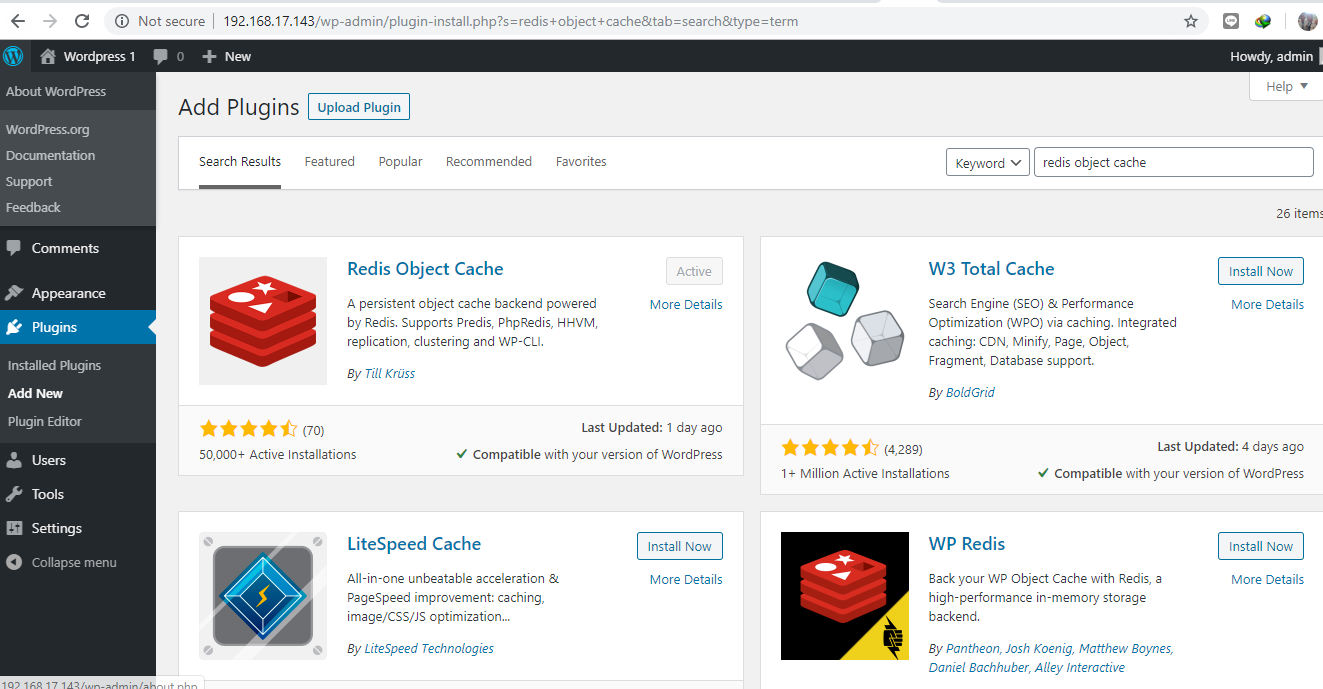 Not secure 192.168.17.143/wp-admin/plugin-install.php?s=redis+object+cache&tab=search&type=term
Wordpress 1 0 New Howdy, admin
About WordPress
WordPress.org
Documentation
Support
Feedback
Comments
Appearance
Plugins
Installed Plugins
Add New
Plugin Editor
Users
Tools
Settings
Collapse menu
192.168.17.143/wp-admin/about.php
Help
Add Plugins Upload Plugin
Search Results Featured Popular Recommended Favorites Keyword redis object cache
26 items
Redis Object Cache
Active
More Details
A persistent object cache backend powered
by Redis. Supports Predis, PhpRedis, HHVM,
replication, clustering and WP-CLI.
By Till Krüss
(70)
50,000+ Active Installations
Last Updated: 1 day ago
Compatible with your version of WordPress
W3 Total Cache
Install Now
More Details
Search Engine (SEO) & Performance
Optimization (WPO) via caching. Integrated
caching: CDN, Minify, Page, Object,
Fragment, Database support.
By BoldGrid
(4,289)
1+ Million Active Installations
Last Updated: 4 days ago
Compatible with your version of WordPress
LiteSpeed Cache
Install Now
More Details
All-in-one unbeatable acceleration &
PageSpeed improvement: caching,
image/CSS/JS optimization...
By LiteSpeed Technologies
WP Redis
Install Now
More Details
Back your WP Object Cache with Redis, a
high-performance in-memory storage
backend.
By Pantheon, Josh Koenig, Matthew Boynes,
Daniel Bachhuber, Alley Interactive